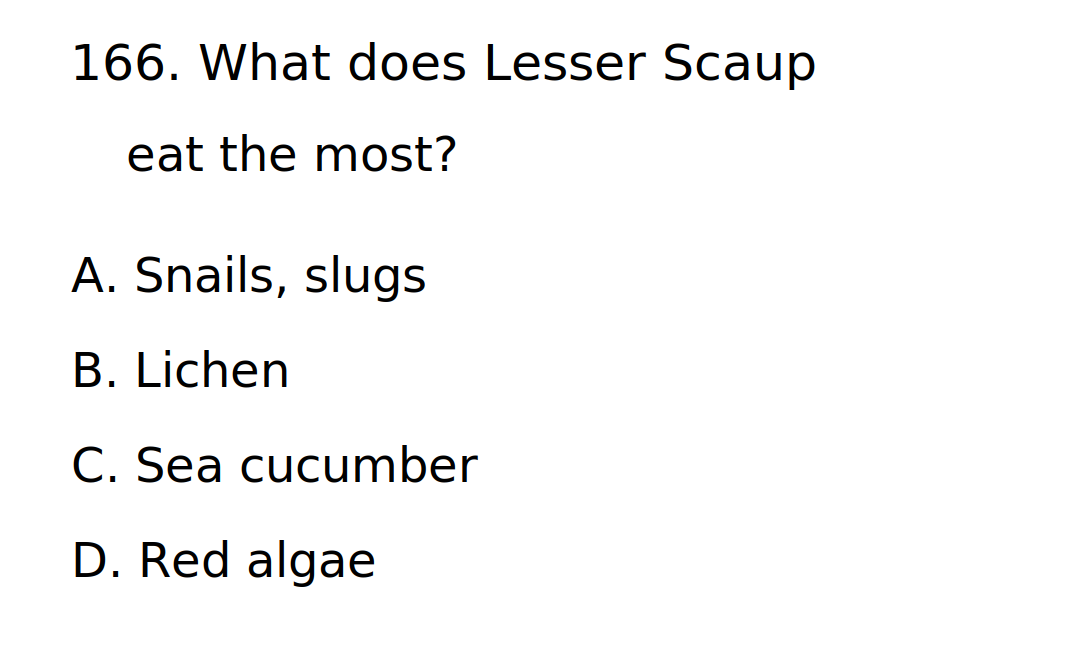 166. What does Lesser Scaup
eat the most?
A. Snails, slugs
B. Lichen
C. Sea cucumber
D. Red algae